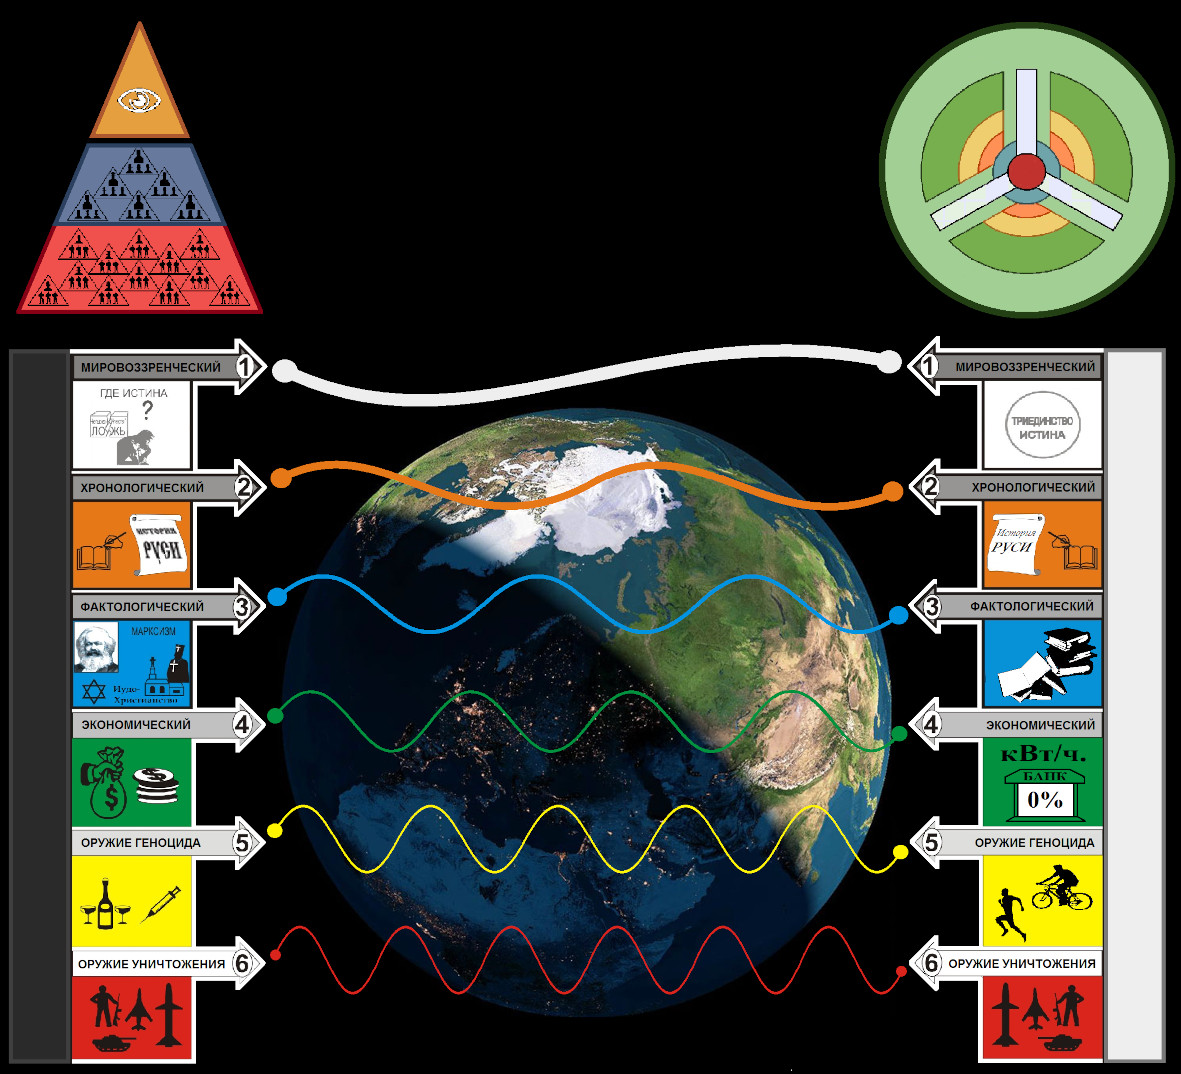 1
МИРОВОЗЗРЕНЧЕСКИЙ
ГДЕ ИСТИНА
?
ЛОУЖЬ
2
ХРОНОЛОГИЧЕСКИЙ
ИСТОРИЯ
РУСИ
3
ФАКТОЛОГИЧЕСКИЙ
МАРКСИЗМ
Иудо-
Христианство
4
ЭКОНОМИЧЕСКИЙ
$
$
5
ОРУЖИЕ ГЕНОЦИДА
6
ОРУЖИЕ УНИЧТОЖЕНИЯ
1
МИРОВОЗЗРЕНЧЕСКИЙ
ТРИЕДИНСТВО
ИСТИНА
2
ХРОНОЛОГИЧЕСКИЙ
История
РУСИ
3
ФАКТОЛОГИЧЕСКИЙ
4
ЭКОНОМИЧЕСКИЙ
кВт/ч.
БАНК
0%
5
ОРУЖИЕ ГЕНОЦИДА
6
ОРУЖИЕ УНИЧТОЖЕНИЯ